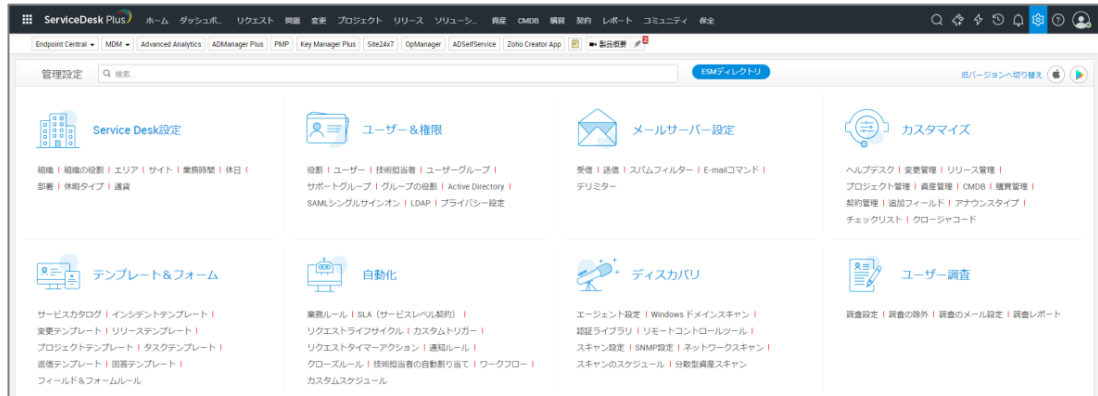 ServiceDesk Plus ホーム ダッシュボ... リクエスト 問題 変更 プロジェクト リリース ソリューシ... 資産 CMDB 購買 契約 レポート コミュニティ 保全
Endpoint Central MDM Advanced Analytics ADManager Plus PMP Key Manager Plus Site24x7 OpManager ADSelfService Zoho Creator App 製品概要 2
管理設定 検索... ESMディレクトリ 旧バージョンへ切り替え
Service Desk設定
組織 | 組織の役割 | エリア | サイト | 業務時間 | 休日 |
部署 | 休暇タイプ | 通貨
ユーザー＆権限
役割 | ユーザー | 技術担当者 | ユーザーグループ |
サポートグループ | グループの役割 | Active Directory |
SAMLシングルサインオン | LDAP | プライバシー設定
メールサーバー設定
受信 | 送信 | スパムフィルター | E-mailコマンド |
デリミター
カスタマイズ
ヘルプデスク | 変更管理 | リリース管理 |
プロジェクト管理 | 資産管理 | CMDB | 購買管理 |
契約管理 | 追加フィールド | アナウンスタイプ |
チェックリスト | クロージャコード
テンプレート＆フォーム
サービスカタログ | インシデントテンプレート |
変更テンプレート | リリーステンプレート |
プロジェクトテンプレート | タスクテンプレート |
返信テンプレート | 回答テンプレート |
フィールド＆フォームルール
自動化
業務ルール | SLA（サービスレベル契約） |
リクエストライフサイクル | カスタムトリガー |
リクエストタイマーアクション | 通知ルール |
クローズルール | 技術担当者の自動割り当て | ワークフロー |
カスタムスケジュール
ディスカバリ
エージェント設定 | Windows ドメインスキャン |
認証ライブラリ | リモートコントロールツール |
スキャン設定 | SNMP設定 | ネットワークスキャン |
スキャンのスケジュール | 分散型資産スキャン
ユーザー調査
調査設定 | 調査の除外 | 調査のメール設定 | 調査レポート